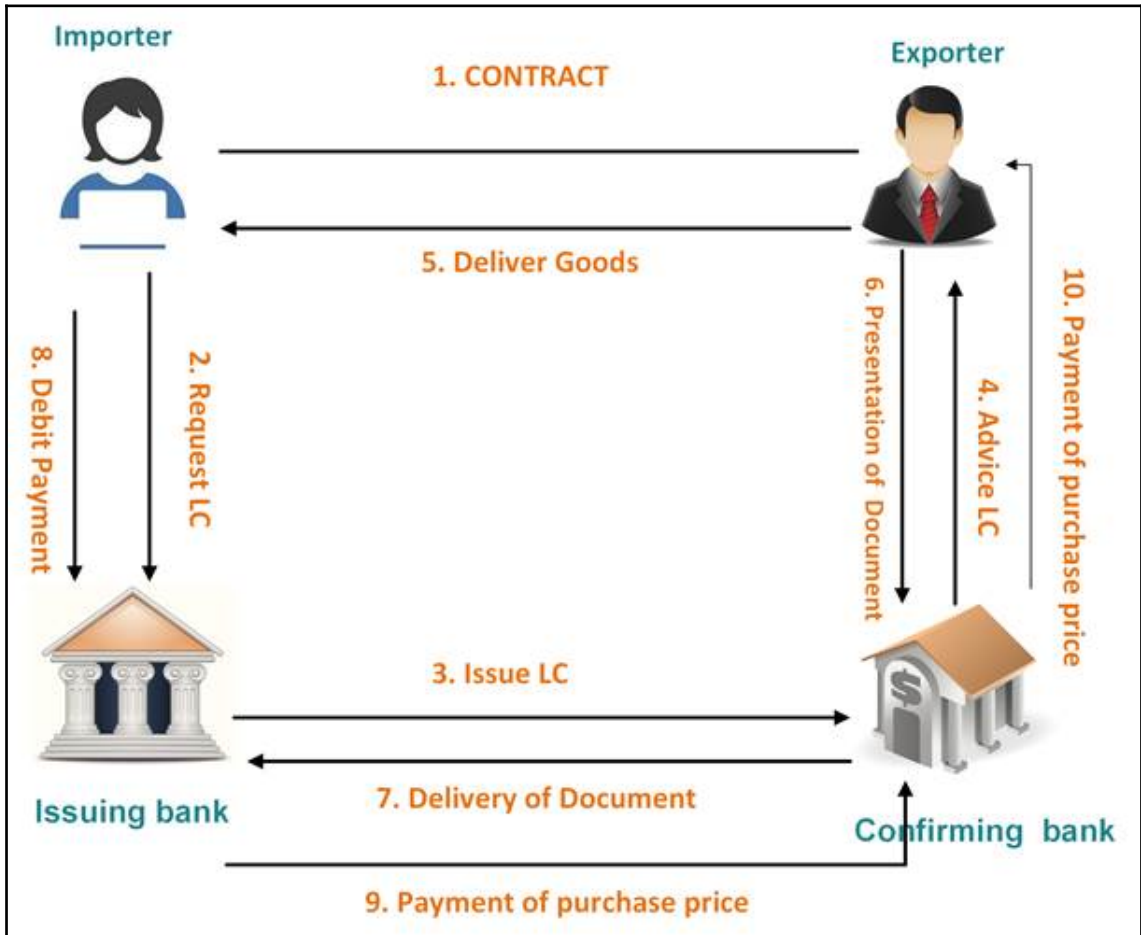 Importer
Exporter
1. CONTRACT
5. Deliver Goods
8. Debit Payment
2. Request LC
6. Presentation of Document
4. Advice LC
10. Payment of purchase price
3. Issue LC
$
7. Delivery of Document
Issuing bank
Confirming bank
9. Payment of purchase price